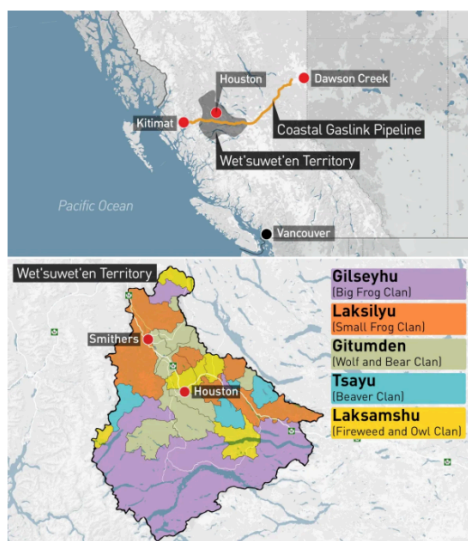 Houston
Dawson Creek
Kitimat
Coastal Gaslink Pipeline
Wet'suwet'en Territory
Pacific Ocean
Vancouver
Wet'suwet'en Territory
Smithers
Houston
Gilseyhu
(Big Frog Clan)
Laksilyu
(Small Frog Clan)
Gitumden
(Wolf and Bear Clan)
Tsayu
(Beaver Clan)
Laksamshu
(Fireweed and Owl Clan)